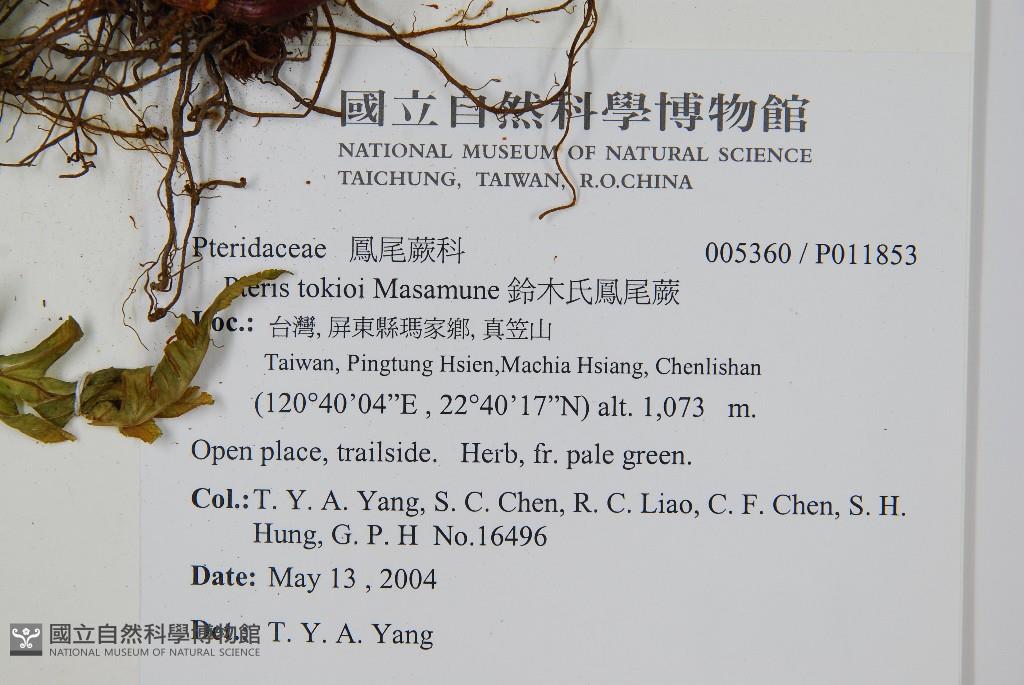 國立自然科學博物館
NATIONAL MUSEUM OF NATURAL SCIENCE
TAICHUNG, TAIWAN, R.O.CHINA
Pteridaceae 鳳尾蕨科 005360 / P011853
Pteris tokioi Masamune 鈴木氏鳳尾蕨
Loc.: 台灣, 屏東縣瑪家鄉, 真笠山
Taiwan, Pingtung Hsien,Machia Hsiang, Chenlishan
(120°40’04”E , 22°40’17”N) alt. 1,073 m.
Open place, trailside. Herb, fr. pale green.
Col.: T. Y. A. Yang, S. C. Chen, R. C. Liao, C. F. Chen, S. H.
Hung, G. P. H No.16496
Date: May 13 , 2004
Det.: T. Y. A. Yang
國立自然科學博物館
NATIONAL MUSEUM OF NATURAL SCIENCE